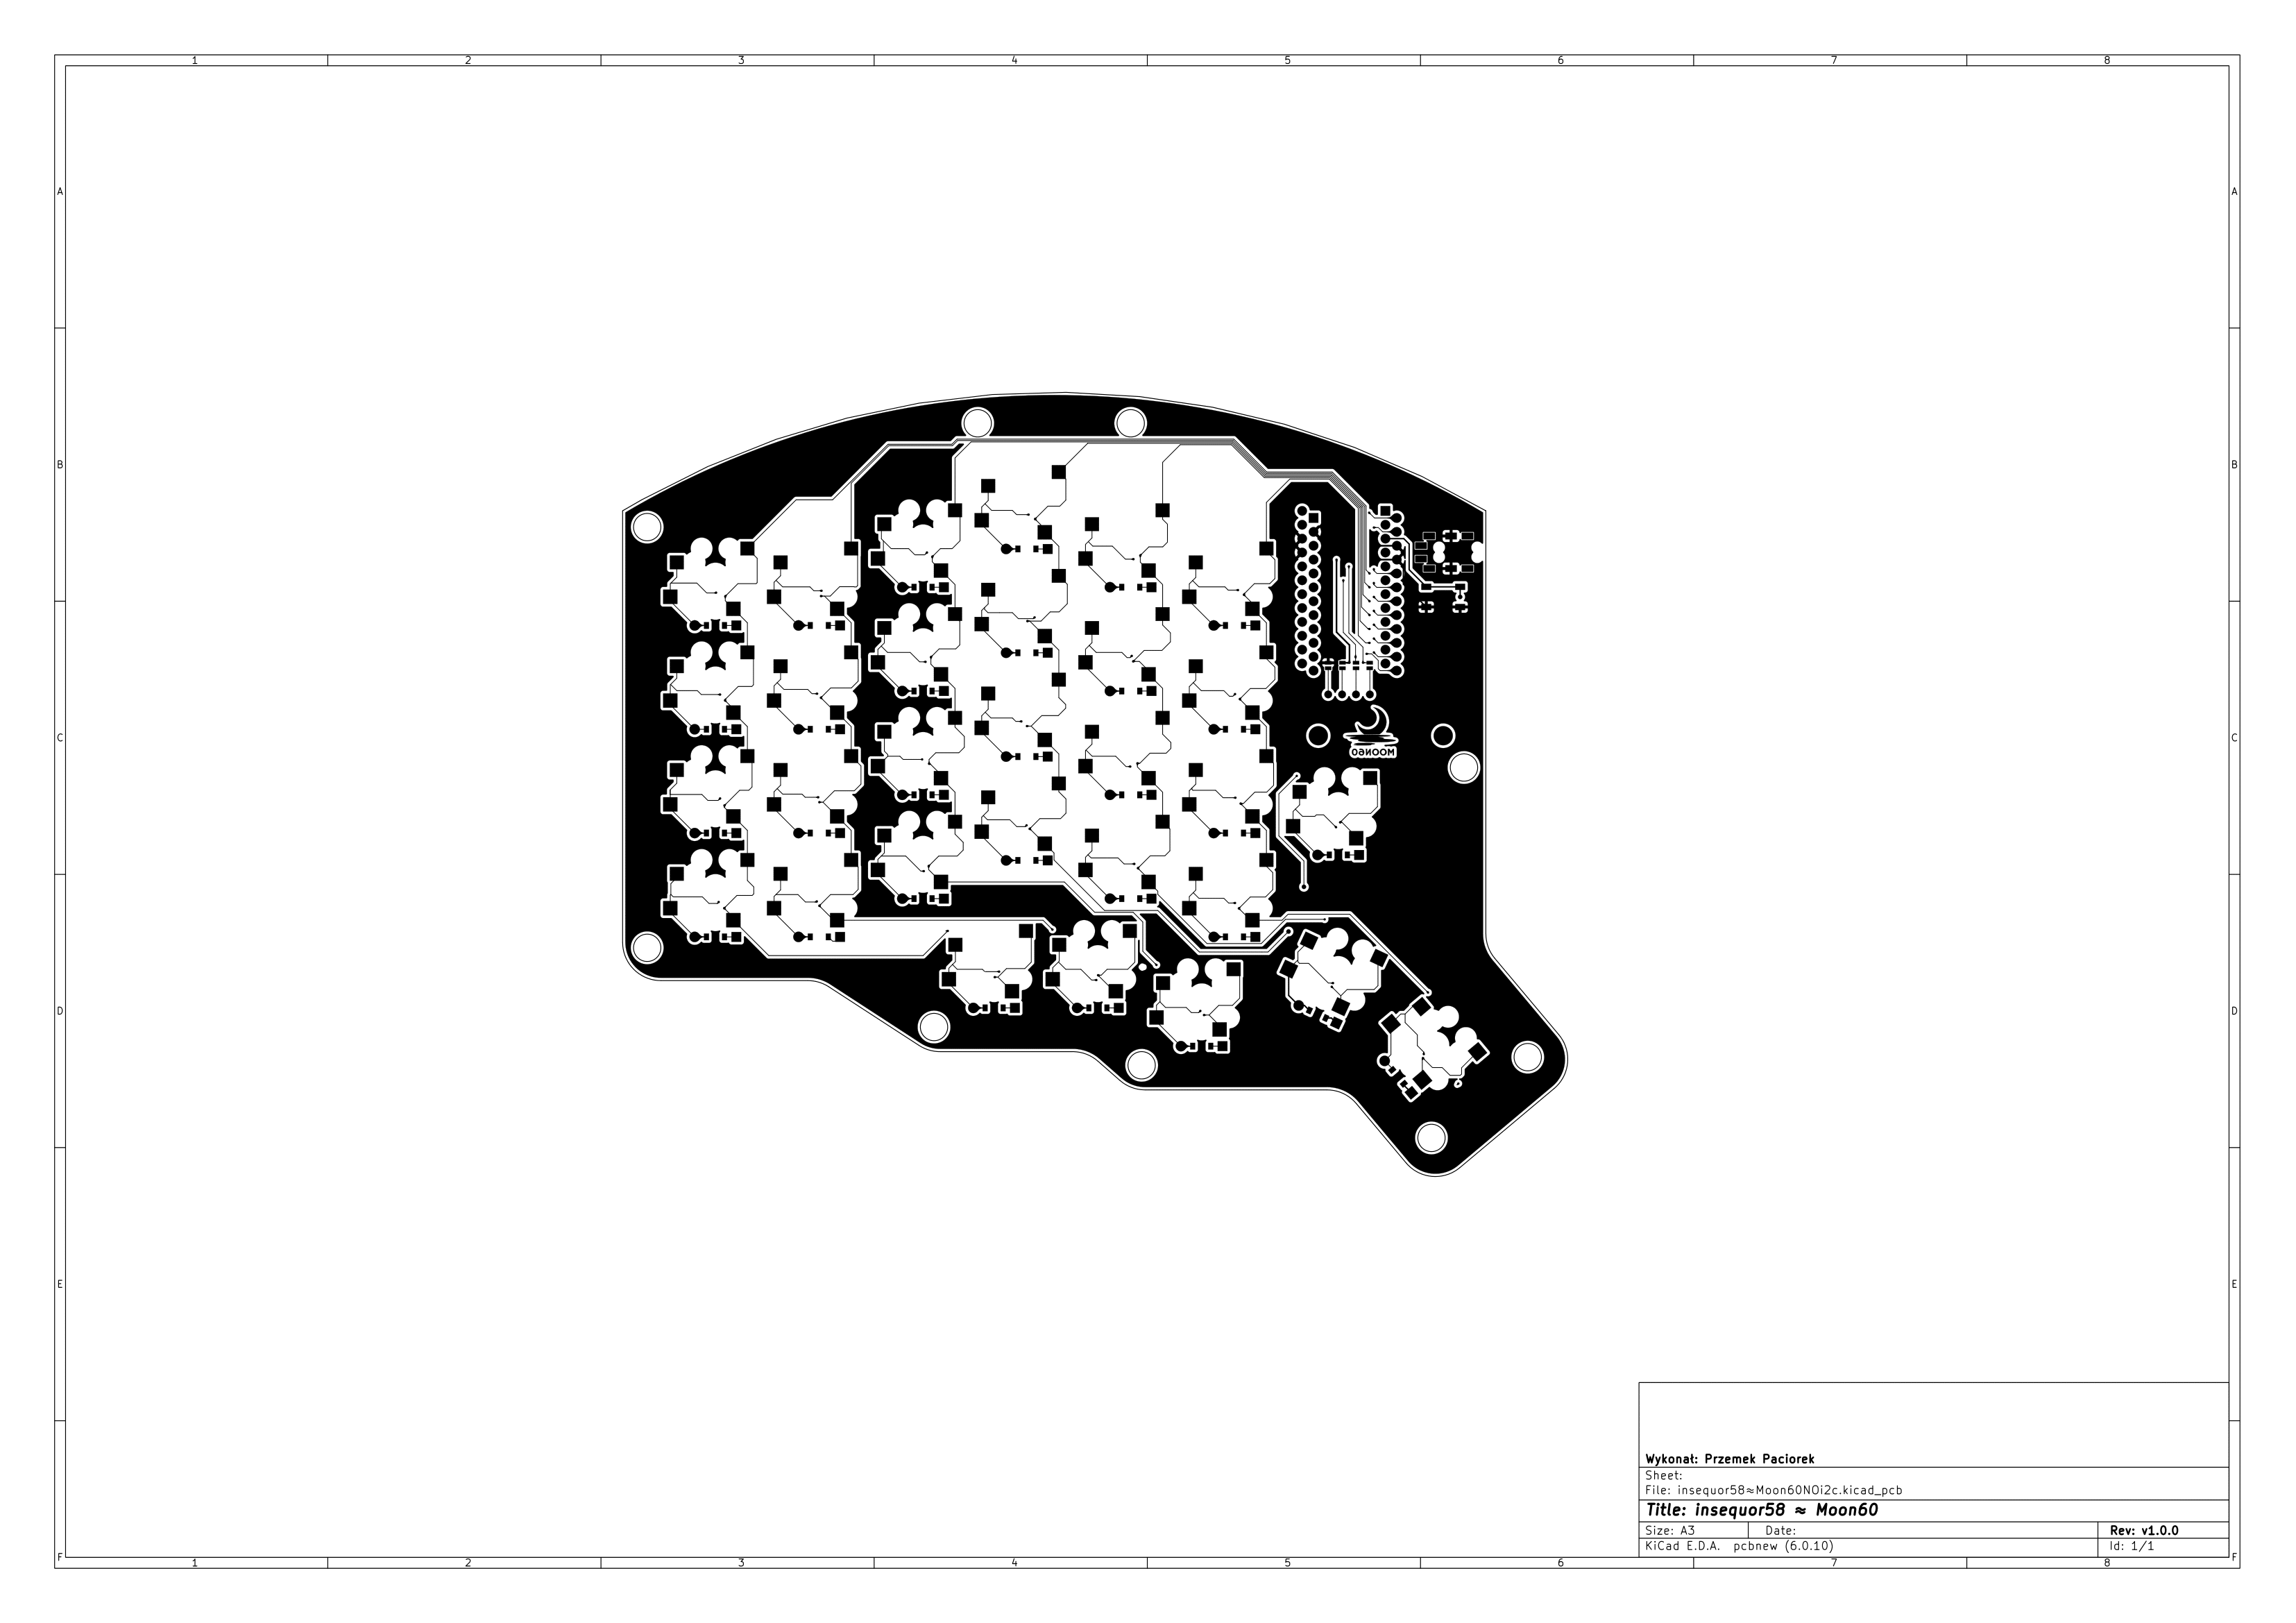 1 2 3 4 5 6 7 8
A A
B B
C C
MOON60
D D
E E
Wykonał: Przemek Paciorek
Sheet:
File: insequor58≈Moon60NOi2c.kicad_pcb
Title: insequor58 ≈ Moon60
Size: A3 Date: Rev: v1.0.0
KiCad E.D.A. pcbnew (6.0.10) Id: 1/1
F F
1 2 3 4 5 6 7 8